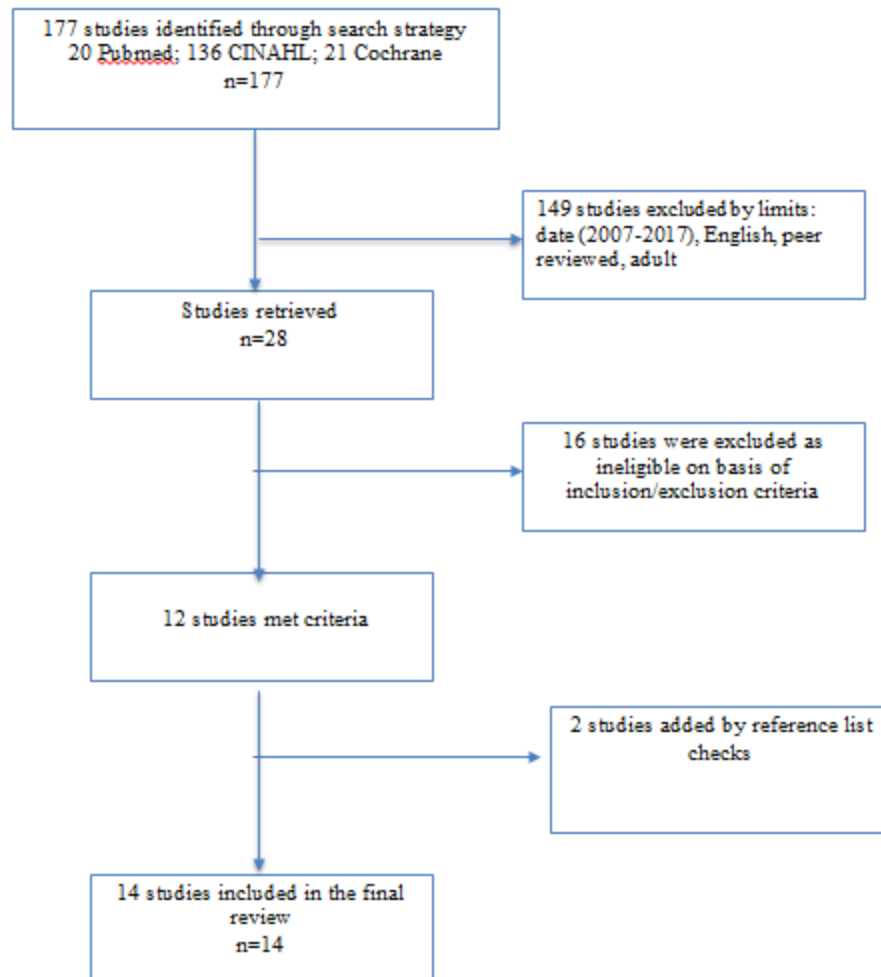 177 studies identified through search strategy
20 Pubmed; 136 CINAHL; 21 Cochrane
n=177
149 studies excluded by limits:
date (2007-2017), English, peer
reviewed, adult
Studies retrieved
n=28
16 studies were excluded as
ineligible on basis of
inclusion/exclusion criteria
12 studies met criteria
2 studies added by reference list
checks
14 studies included in the final
review
n=14